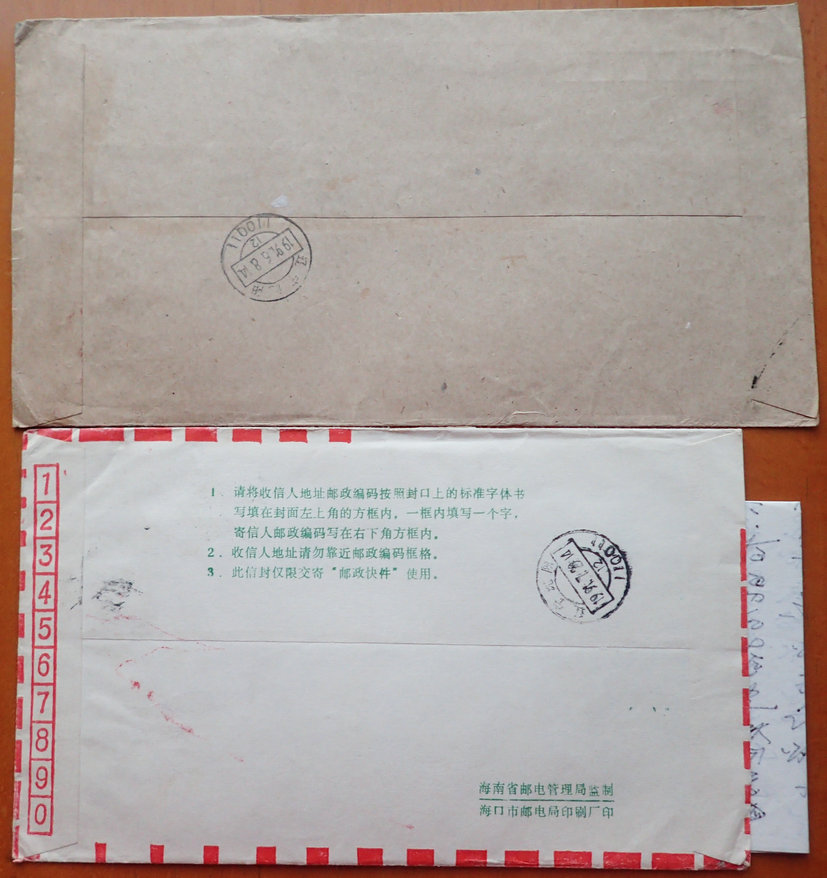 110011
12
1
2
3
4
5
6
7
8
9
0
1. 请将收信人地址邮政编码按照封口上的标准字体书
写填在封面左上角的方框内，一框内填写一个字，
寄信人邮政编码写在右下角方框内。
2. 收信人地址请勿靠近邮政编码框格。
3. 此信封仅限交寄“邮政快件”使用。
110011
12
海南省邮电管理局监制
海口市邮电局印刷厂印